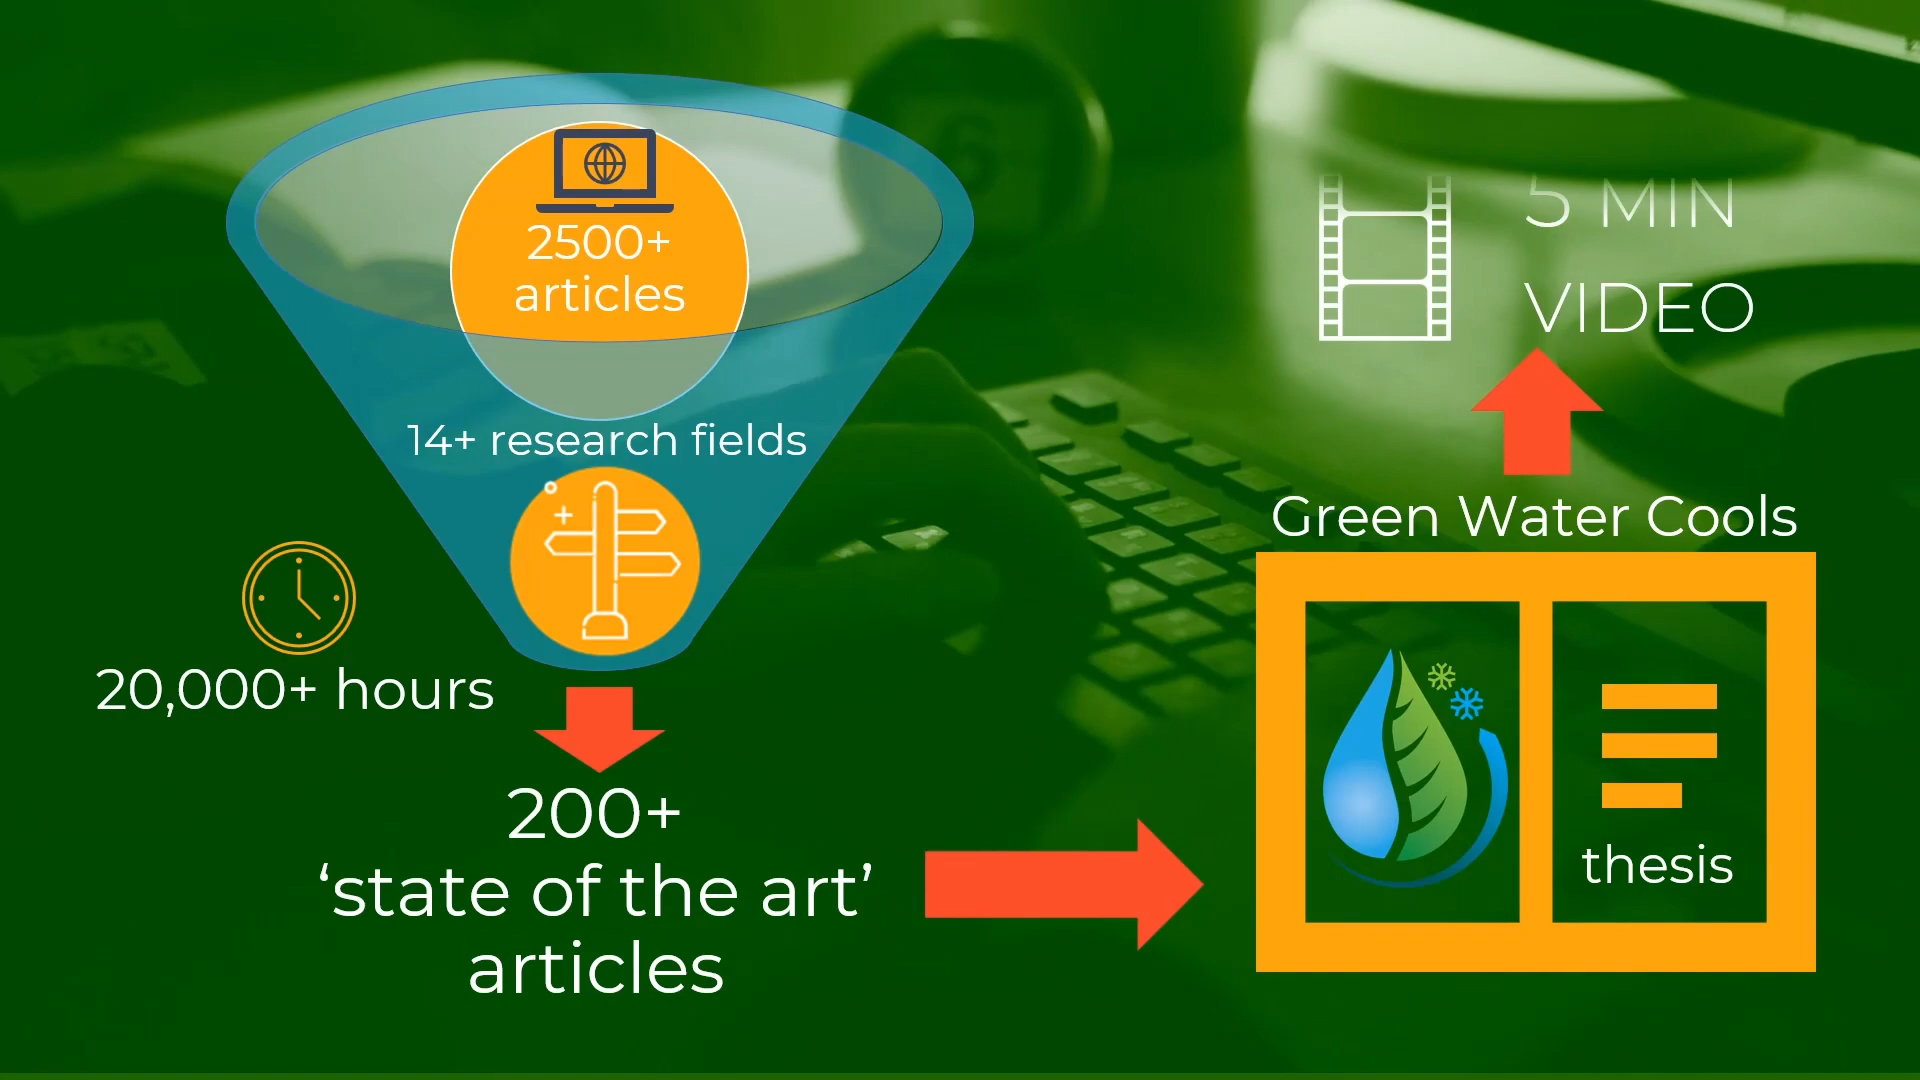 2500+
articles
14+ research fields
20,000+ hours
200+
‘state of the art’
articles
5 MIN
VIDEO
Green Water Cools
thesis